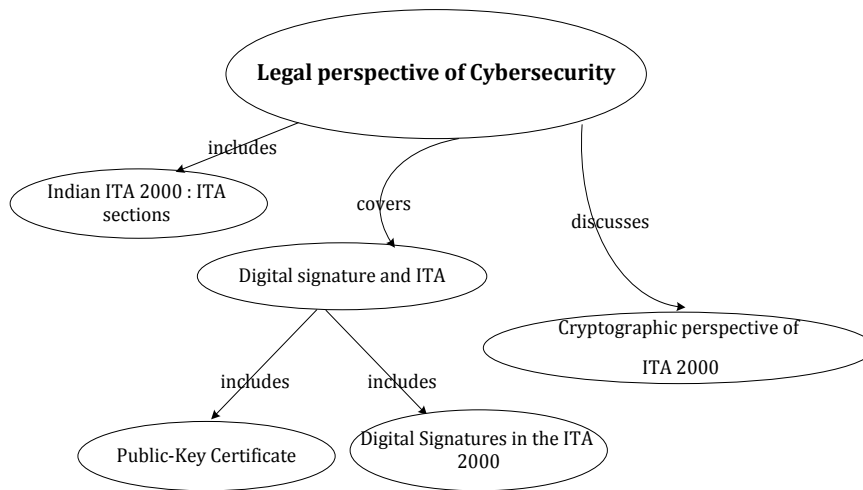 Legal perspective of Cybersecurity
includes
Indian ITA 2000 : ITA
sections
covers
discusses
Digital signature and ITA
Cryptographic perspective of
ITA 2000
includes
includes
Public-Key Certificate
Digital Signatures in the ITA
2000